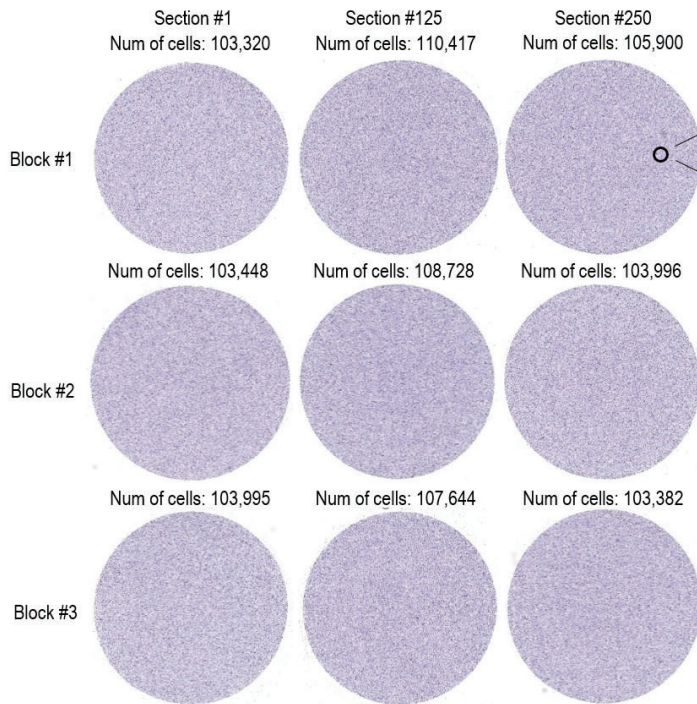 Section #1 Section #125 Section #250
Num of cells: 103,320 Num of cells: 110,417 Num of cells: 105,900
Block #1
Num of cells: 103,448 Num of cells: 108,728 Num of cells: 103,996
Block #2
Num of cells: 103,995 Num of cells: 107,644 Num of cells: 103,382
Block #3